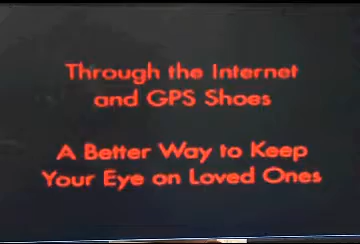 Through the Internet
and GPS Shoes
A Better Way to Keep
Your Eye on Loved Ones